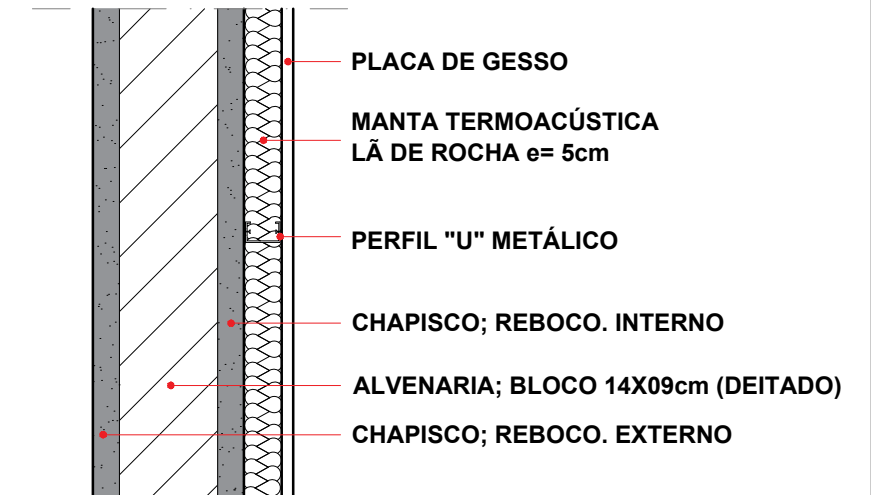 PLACA DE GESSO
MANTA TERMOACÚSTICA
LÃ DE ROCHA e= 5cm
PERFIL "U" METÁLICO
CHAPISCO; REBOCO. INTERNO
ALVENARIA; BLOCO 14X09cm (DEITADO)
CHAPISCO; REBOCO. EXTERNO